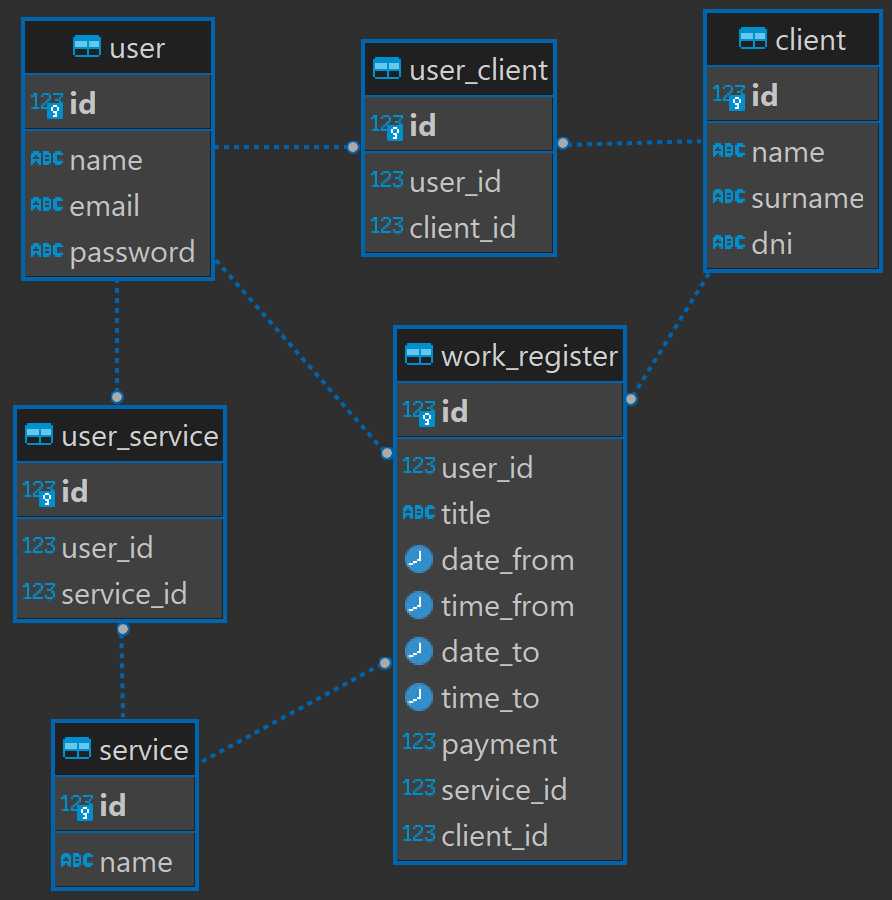 user
123 id
ABC name
ABC email
ABC password
user_client
123 id
123 user_id
123 client_id
client
123 id
ABC name
ABC surname
ABC dni
work_register
123 id
123 user_id
ABC title
date_from
time_from
date_to
time_to
123 payment
123 service_id
123 client_id
user_service
123 id
123 user_id
123 service_id
service
123 id
ABC name